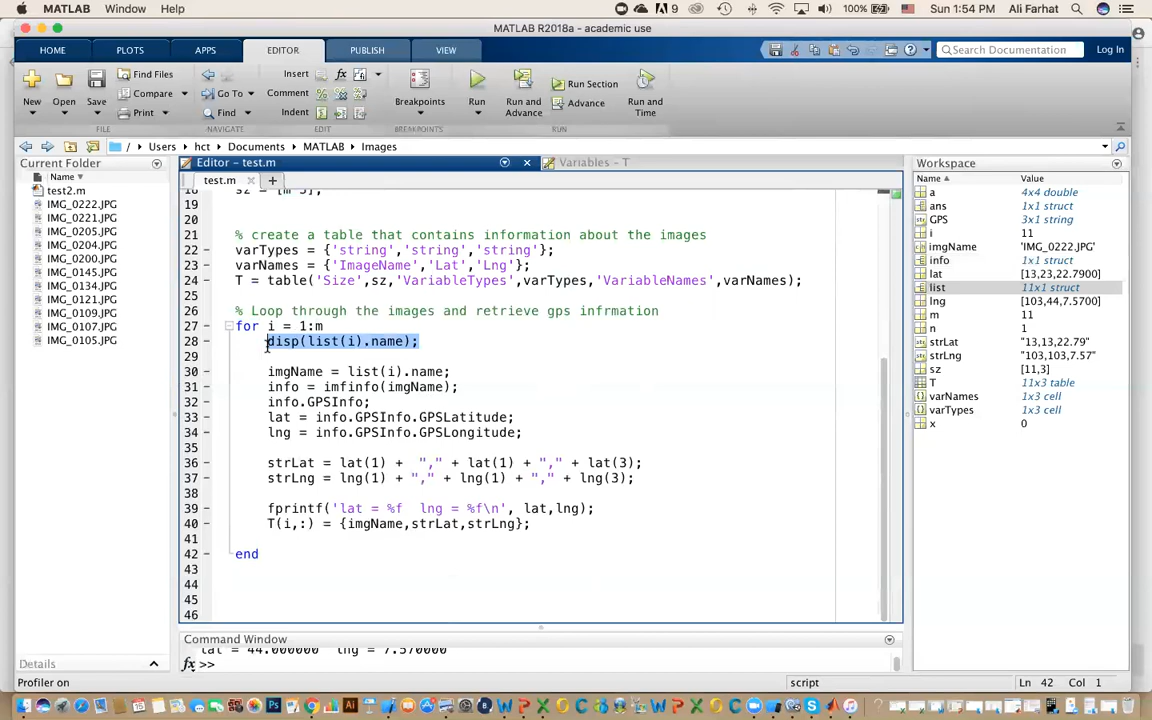 MATLAB Window Help 9 100% Sun 1:54 PM Ali Farhat
MATLAB R2018a - academic use
HOME PLOTS APPS EDITOR PUBLISH VIEW Search Documentation Log In
New Open Save Find Files Compare Print Go To Find Insert Comment Indent fx Breakpoints Run Run and Advance Run Section Advance Run and Time
FILE NAVIGATE EDIT BREAKPOINTS RUN
/ Users hct Documents MATLAB Images
Current Folder
Name
test2.m
IMG_0222.JPG
IMG_0221.JPG
IMG_0205.JPG
IMG_0204.JPG
IMG_0200.JPG
IMG_0145.JPG
IMG_0134.JPG
IMG_0121.JPG
IMG_0109.JPG
IMG_0107.JPG
IMG_0105.JPG
Details
Profiler on
Editor - test.m Variables - T
test.m
18 sz = [m 3];
19
20
21 % create a table that contains information about the images
22 varTypes = {'string','string','string'};
23 varNames = {'ImageName','Lat','Lng'};
24 T = table('Size',sz,'VariableTypes',varTypes,'VariableNames',varNames);
25
26 % Loop through the images and retrieve gps infrmation
27 for i = 1:m
28 disp(list(i).name);
29
30 imgName = list(i).name;
31 info = imfinfo(imgName);
32 info.GPSInfo;
33 lat = info.GPSInfo.GPSLatitude;
34 lng = info.GPSInfo.GPSLongitude;
35
36 strLat = lat(1) + "," + lat(1) + "," + lat(3);
37 strLng = lng(1) + "," + lng(1) + "," + lng(3);
38
39 fprintf('lat = %f lng = %f\n', lat,lng);
40 T(i,:) = {imgName,strLat,strLng};
41
42 end
43
44
45
46
Command Window
lat = 44.000000 lng = 7.570000
fx >>
Workspace
Name Value
a 4x4 double
ans 1x1 struct
GPS 3x1 string
i 11
imgName 'IMG_0222.JPG'
info 1x1 struct
lat [13,23,22.7900]
list 11x1 struct
lng [103,44,7.5700]
m 11
n 1
strLat "13,13,22.79"
strLng "103,103,7.57"
sz [11,3]
T 11x3 table
varNames 1x3 cell
varTypes 1x3 cell
x 0
script Ln 42 Col 1